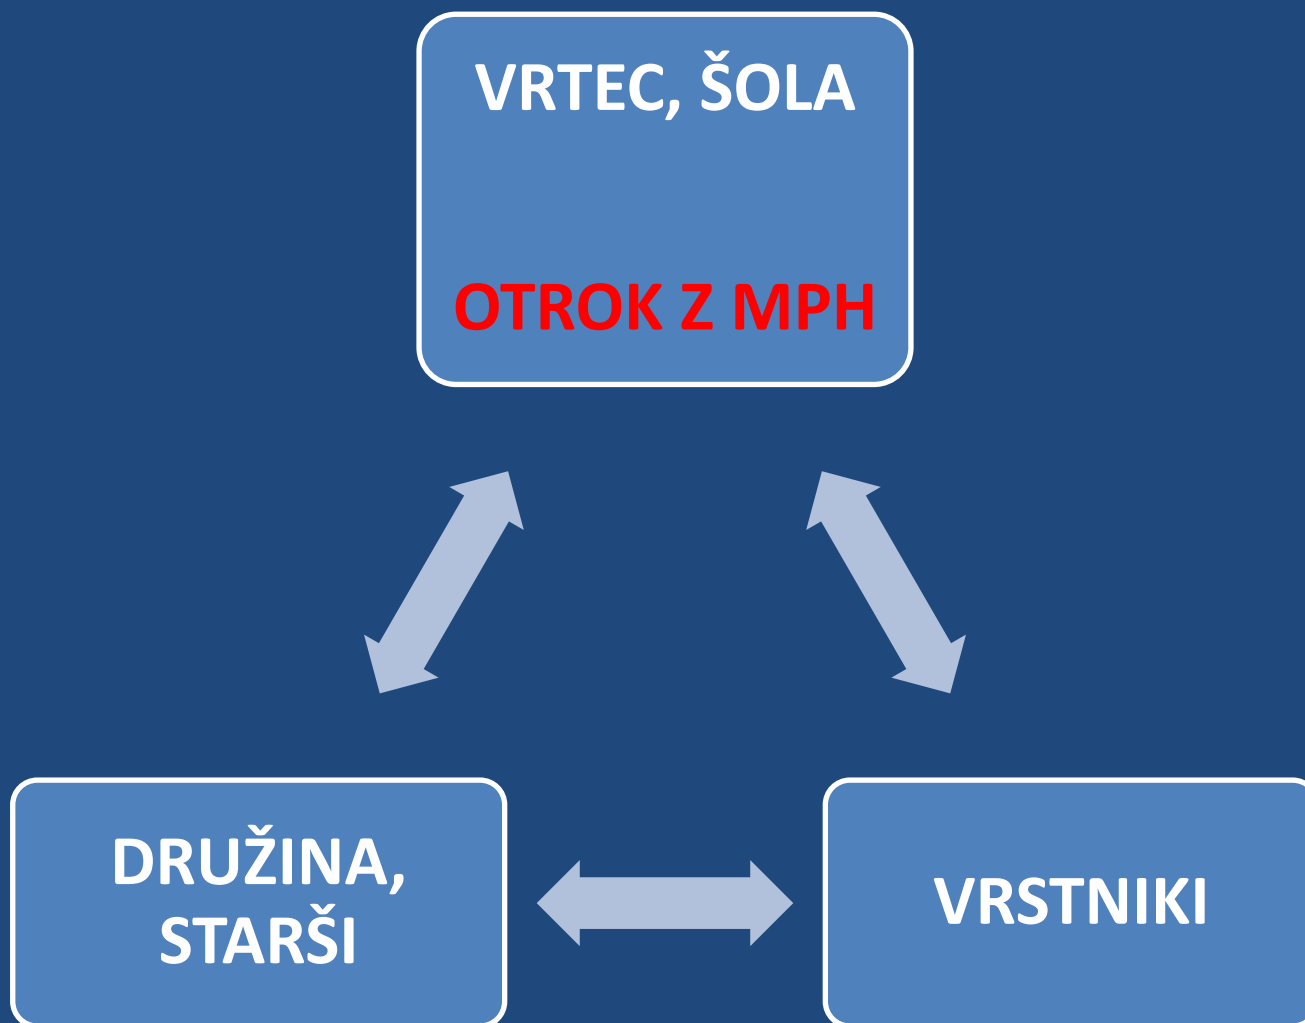 VRTEC, ŠOLA
OTROK Z MPH
DRUŽINA,
STARŠI
VRSTNIKI